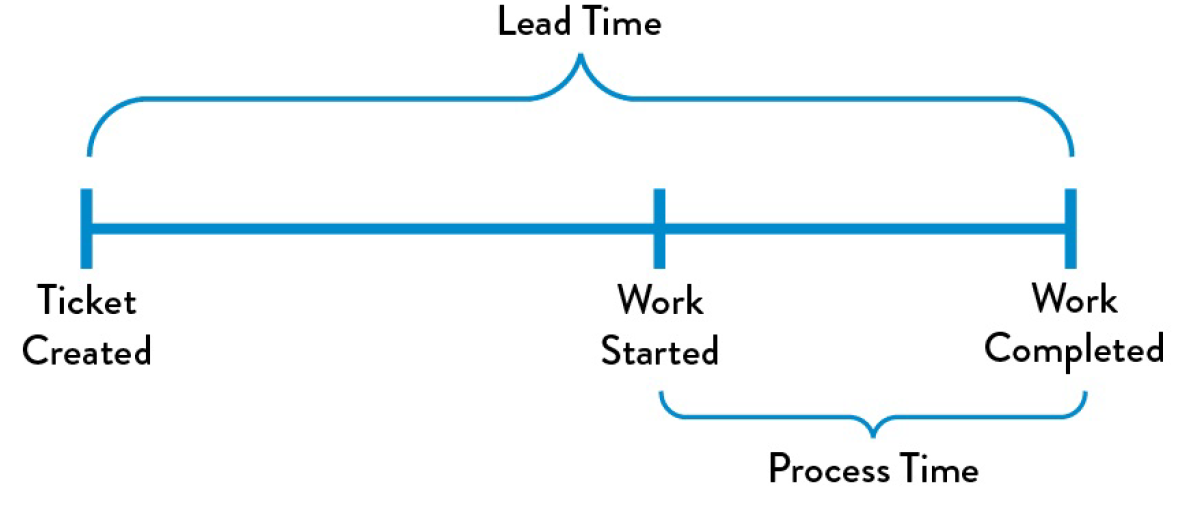 Lead Time
Ticket
Created
Work
Started
Work
Completed
Process Time